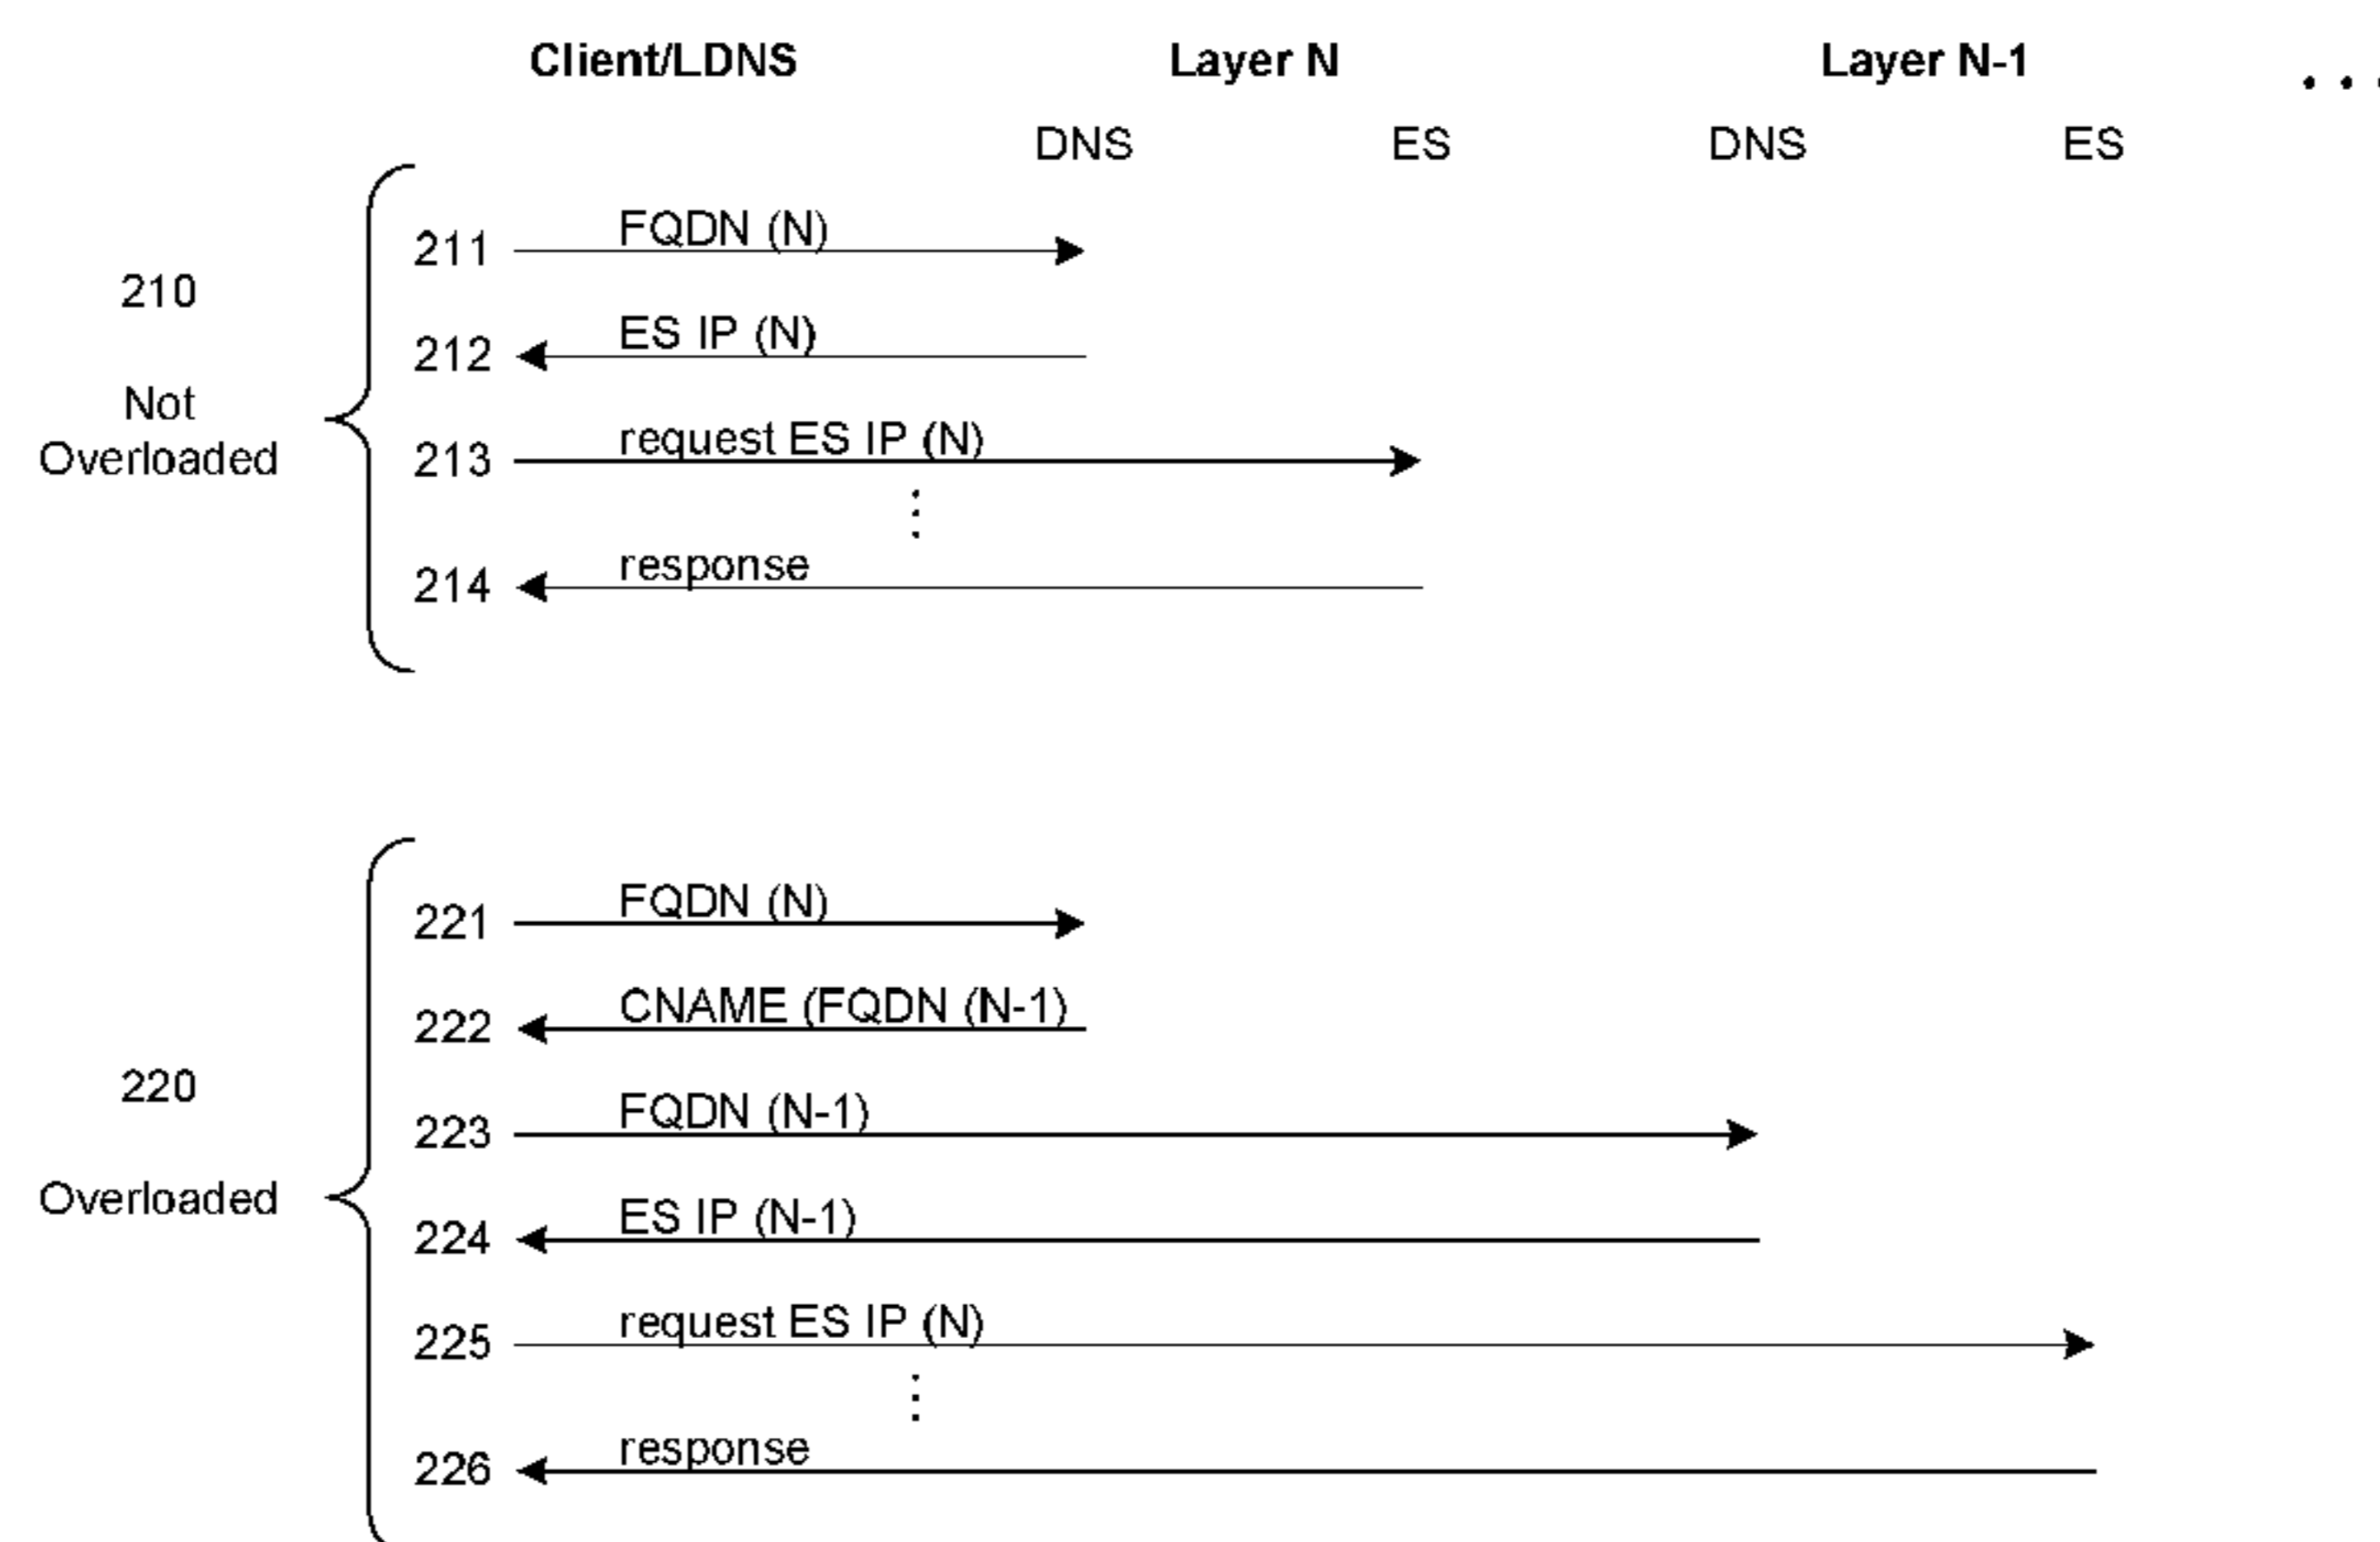 Client/LDNS Layer N Layer N-1 ...
DNS ES DNS ES
210
Not
Overloaded
211 FQDN (N)
212 ES IP (N)
213 request ES IP (N)
214 response
220
Overloaded
221 FQDN (N)
222 CNAME (FQDN (N-1)
223 FQDN (N-1)
224 ES IP (N-1)
225 request ES IP (N)
226 response